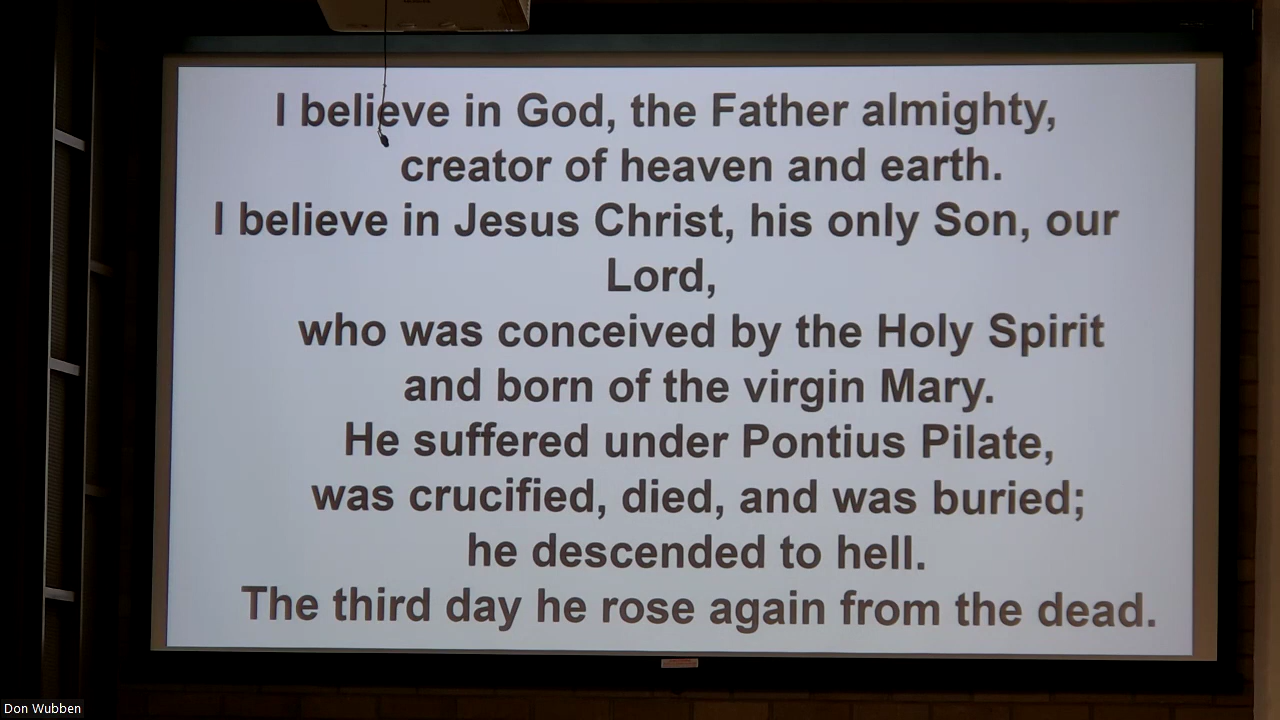 I believe in God, the Father almighty,
creator of heaven and earth.
I believe in Jesus Christ, his only Son, our
Lord,
who was conceived by the Holy Spirit
and born of the virgin Mary.
He suffered under Pontius Pilate,
was crucified, died, and was buried;
he descended to hell.
The third day he rose again from the dead.
Don Wubben